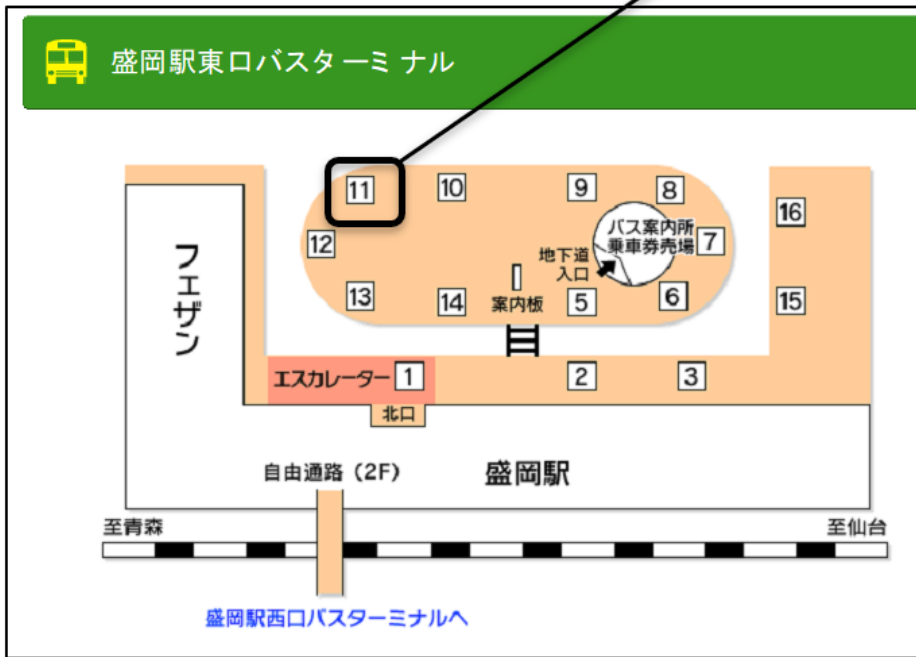 盛岡駅東口バスターミナル
11
10
9
8
16
バス案内所
乗車券売場
7
地下道
入口
12
フェザン
13
14
案内板
5
6
15
エスカレーター
1
2
3
北口
自由通路（2F）
盛岡駅
至青森
至仙台
盛岡駅西口バスターミナルへ